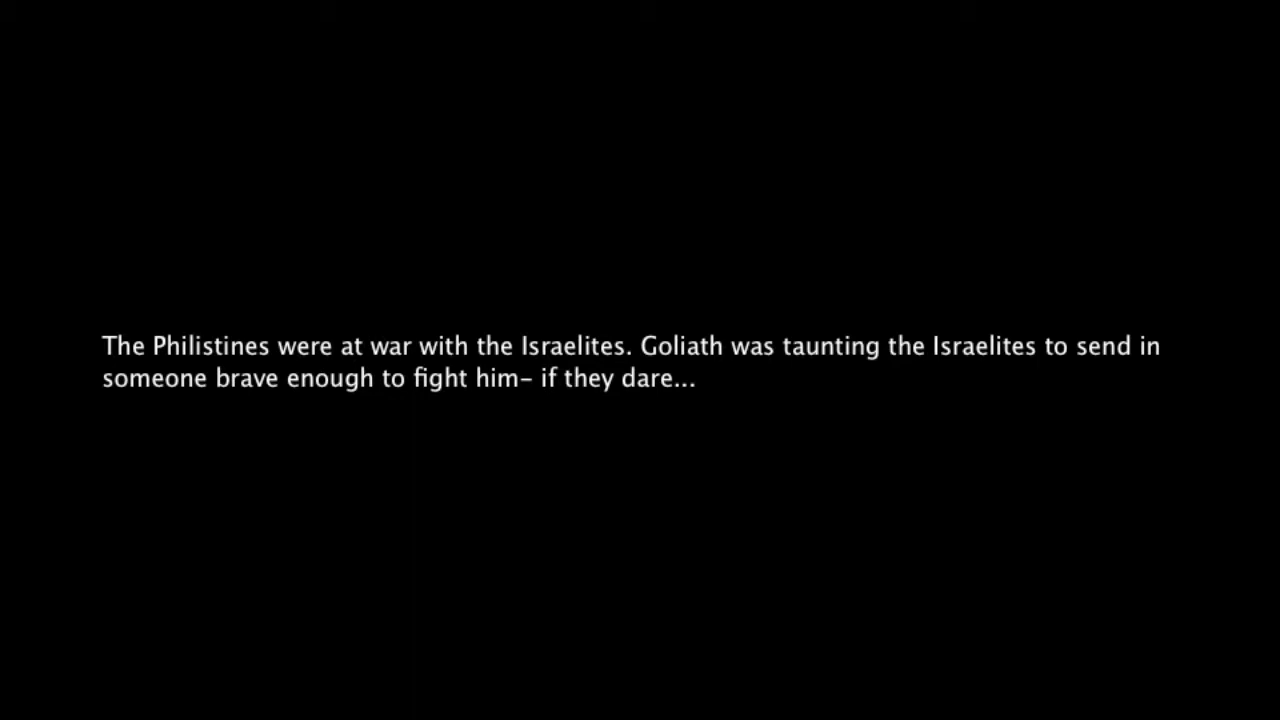 The Philistines were at war with the Israelites. Goliath was taunting the Israelites to send in
someone brave enough to fight him– if they dare...